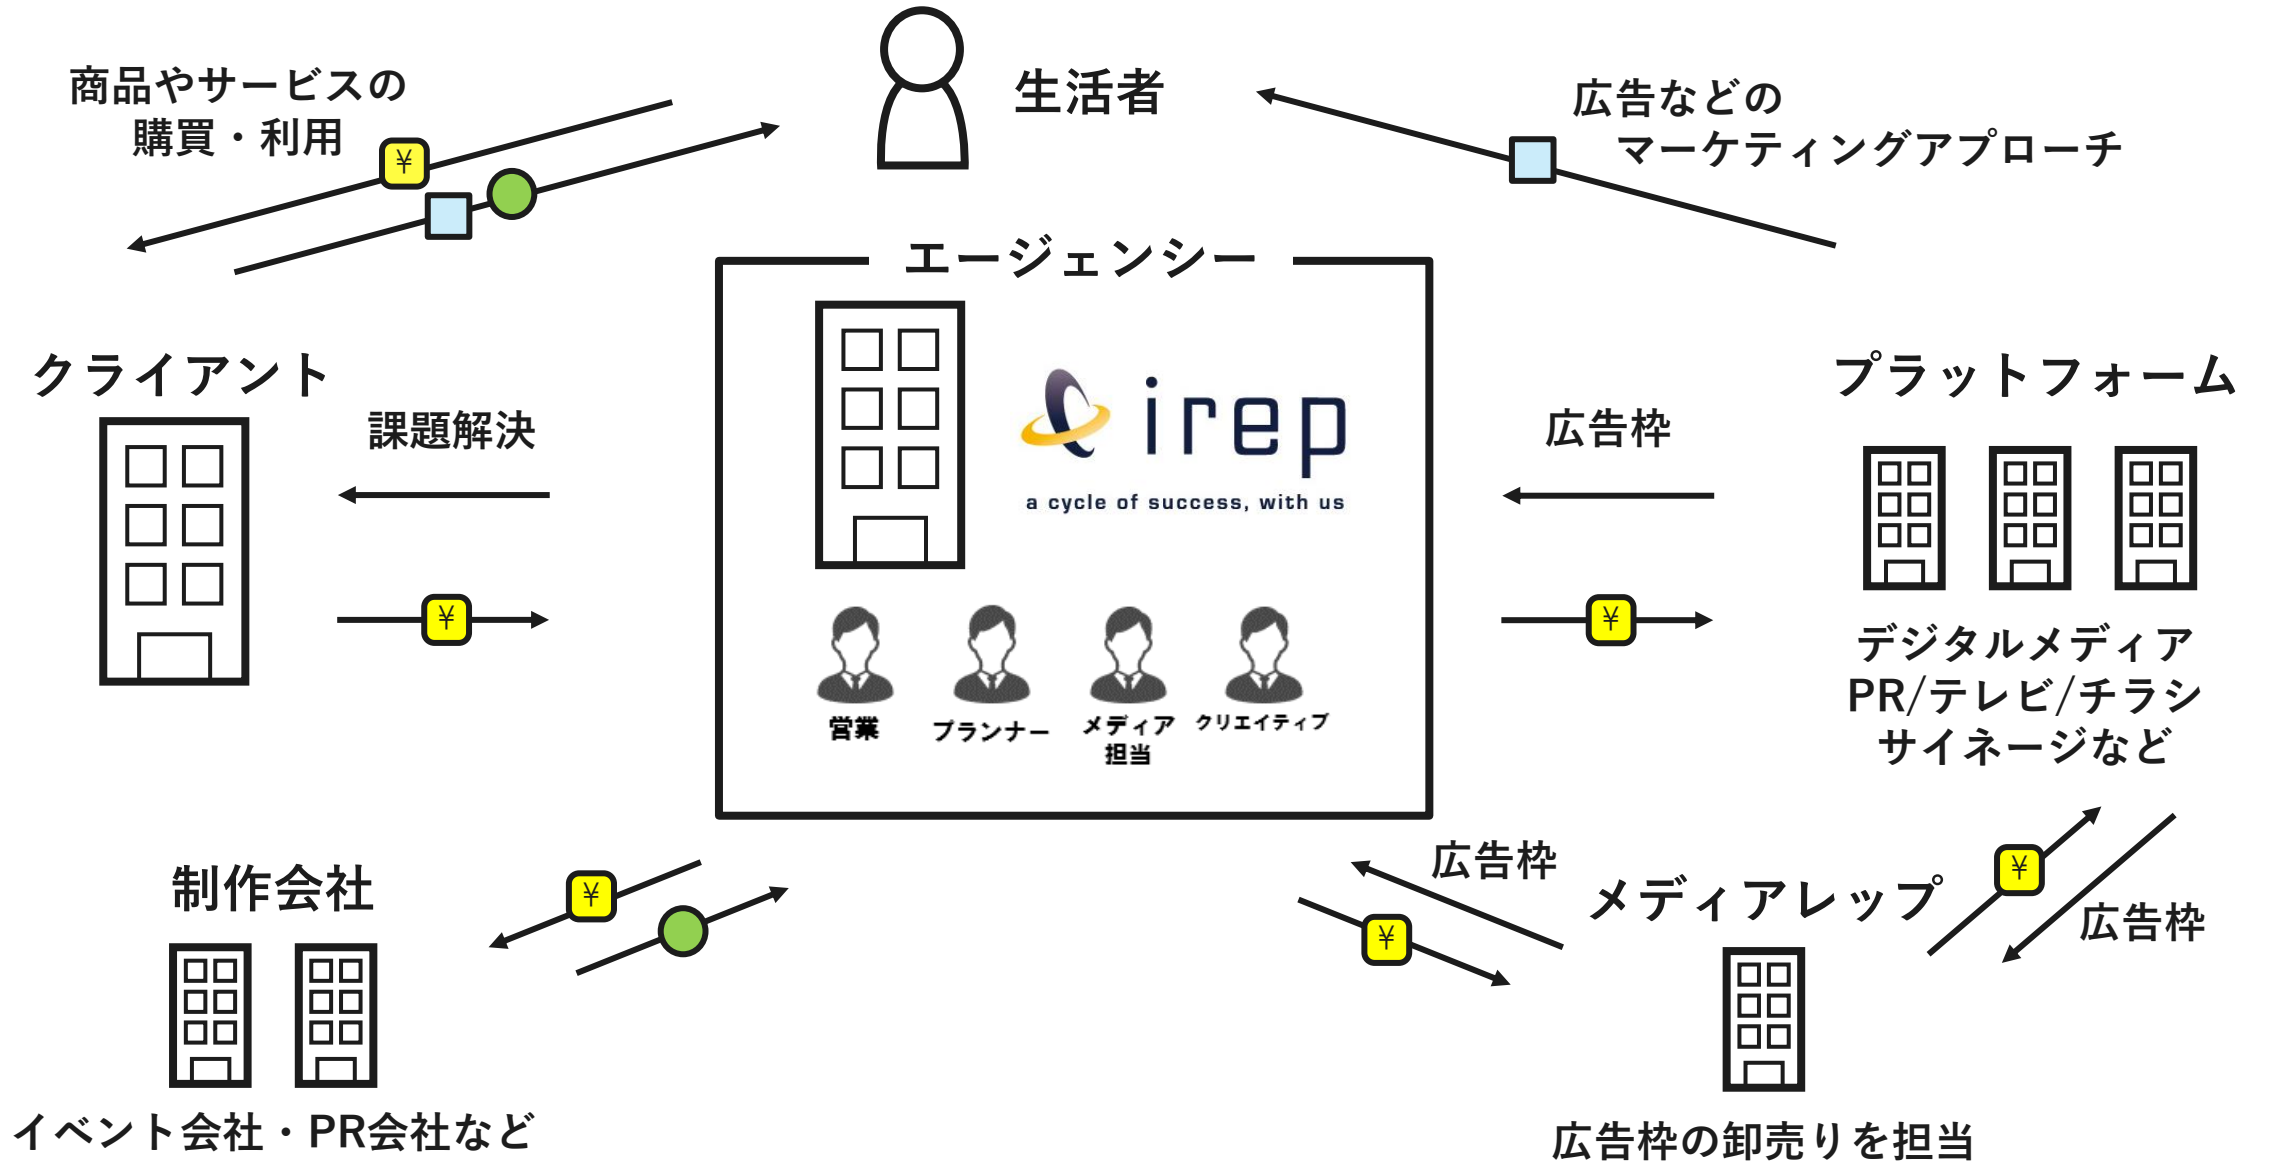 商品やサービスの
購買・利用
¥
生活者
広告などの
マーケティングアプローチ
エージェンシー
クライアント
課題解決
¥
irep
a cycle of success, with us
営業
プランナー
メディア
担当
クリエイティブ
広告枠
¥
プラットフォーム
デジタルメディア
PR/テレビ/チラシ
サイネージなど
制作会社
¥
イベント会社・PR会社など
広告枠
¥
メディアレップ
¥
広告枠
広告枠の卸売りを担当